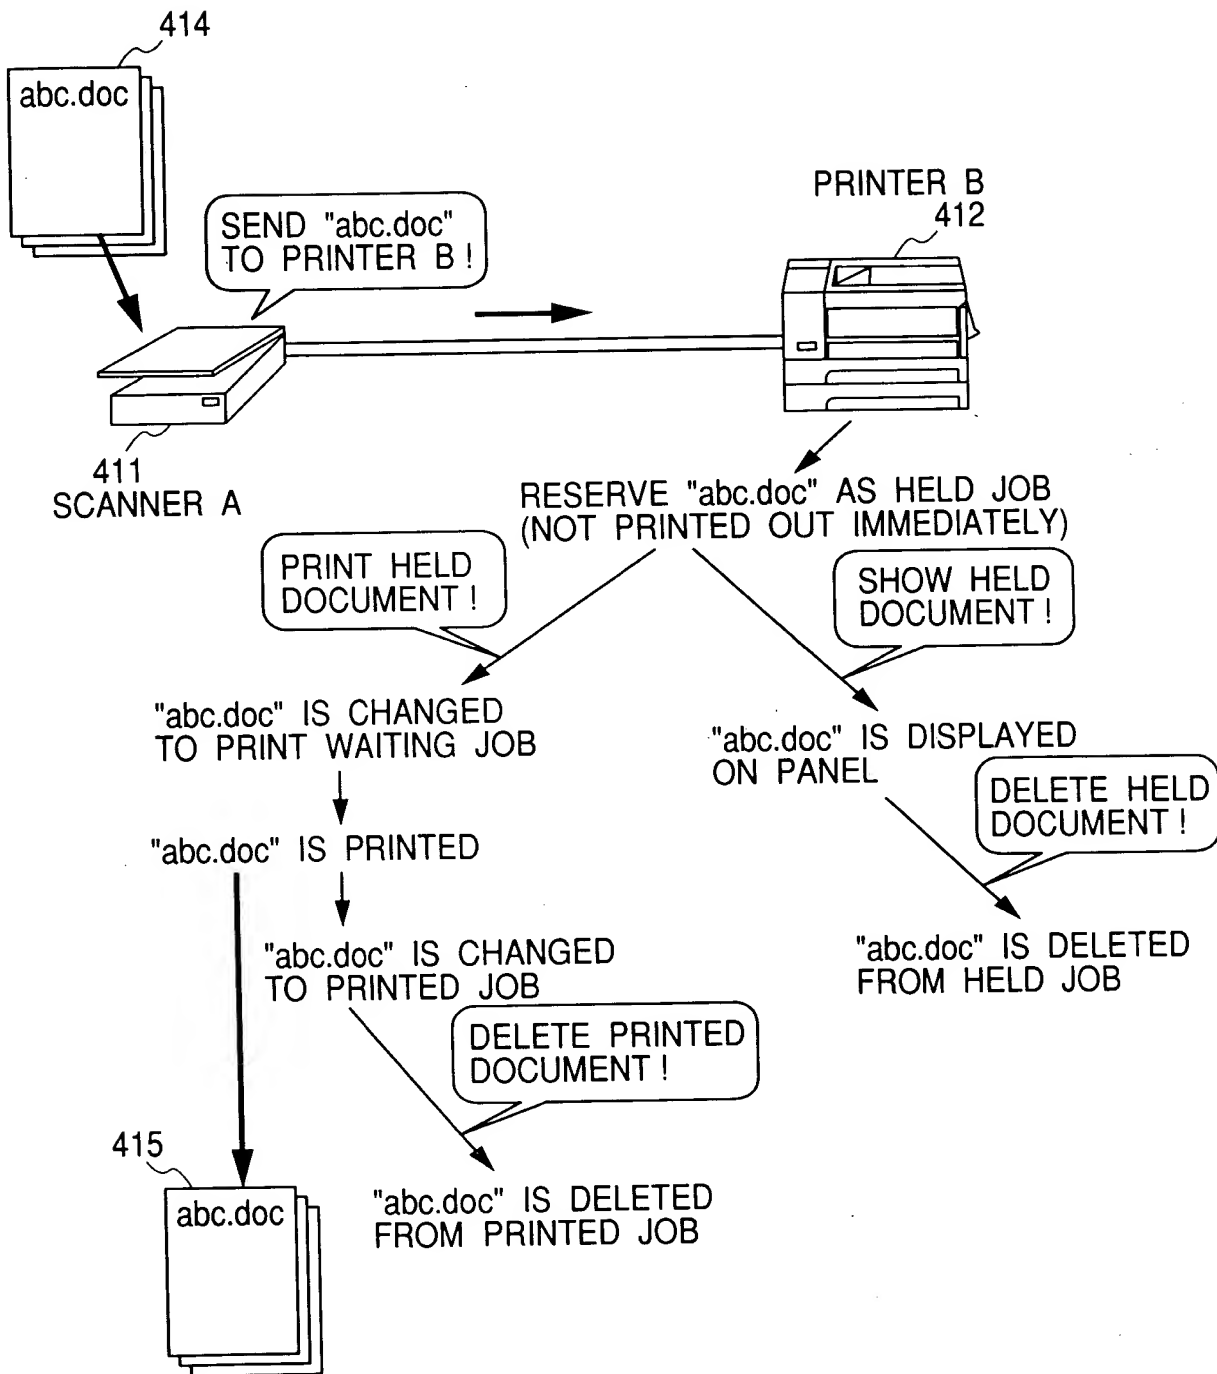 414
abc.doc
SEND "abc.doc"
TO PRINTER B !
PRINTER B
412
411
SCANNER A
RESERVE "abc.doc" AS HELD JOB
(NOT PRINTED OUT IMMEDIATELY)
PRINT HELD
DOCUMENT !
SHOW HELD
DOCUMENT !
"abc.doc" IS CHANGED
TO PRINT WAITING JOB
"abc.doc" IS DISPLAYED
ON PANEL
DELETE HELD
DOCUMENT !
"abc.doc" IS PRINTED
"abc.doc" IS CHANGED
TO PRINTED JOB
"abc.doc" IS DELETED
FROM HELD JOB
DELETE PRINTED
DOCUMENT !
415
abc.doc
"abc.doc" IS DELETED
FROM PRINTED JOB